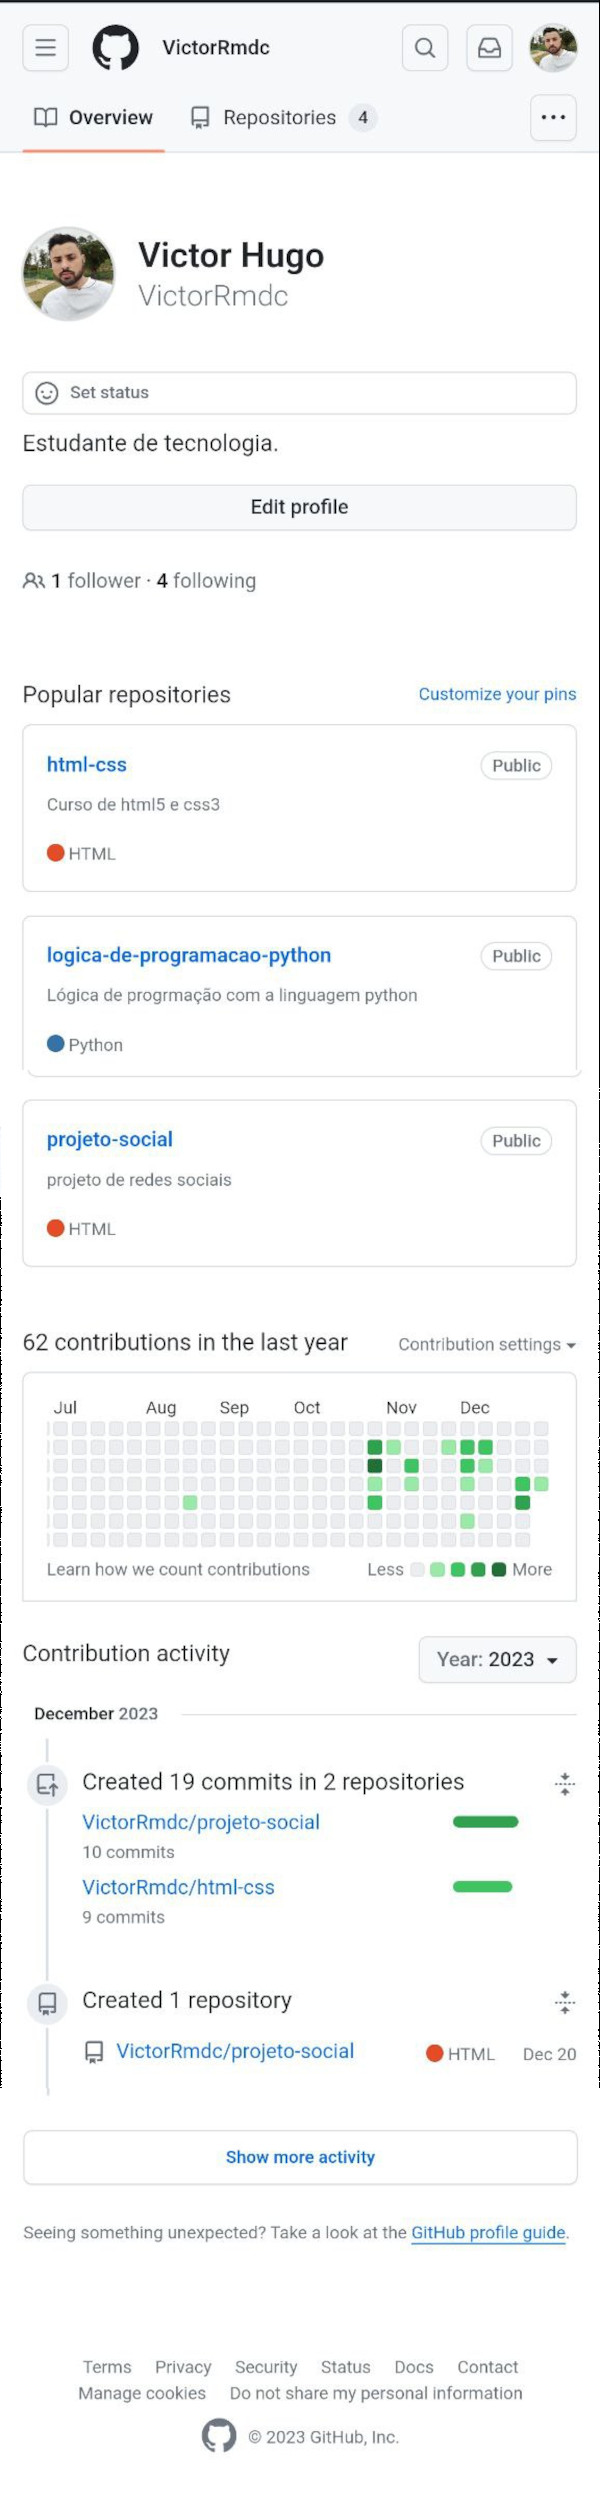 VictorRmdc
Overview Repositories 4
Victor Hugo
VictorRmdc
Set status
Estudante de tecnologia.
Edit profile
1 follower · 4 following
Popular repositories Customize your pins
html-css Public
Curso de html5 e css3
HTML
logica-de-programacao-python Public
Lógica de progrmação com a linguagem python
Python
projeto-social Public
projeto de redes sociais
HTML
62 contributions in the last year Contribution settings
Jul Aug Sep Oct Nov Dec
Learn how we count contributions Less More
Contribution activity Year: 2023
December 2023
Created 19 commits in 2 repositories
VictorRmdc/projeto-social
10 commits
VictorRmdc/html-css
9 commits
Created 1 repository
VictorRmdc/projeto-social HTML Dec 20
Show more activity
Seeing something unexpected? Take a look at the GitHub profile guide.
Terms Privacy Security Status Docs Contact
Manage cookies Do not share my personal information
© 2023 GitHub, Inc.